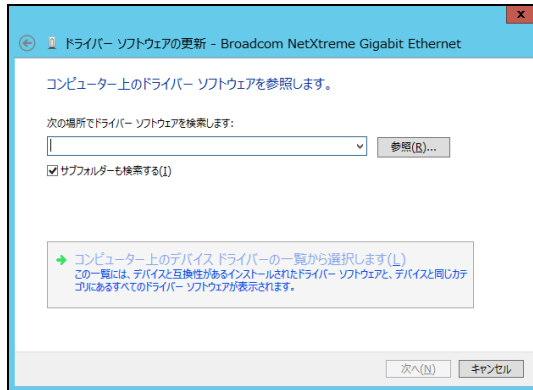 x
ドライバー ソフトウェアの更新 - Broadcom NetXtreme Gigabit Ethernet
コンピューター上のドライバー ソフトウェアを参照します。
次の場所でドライバー ソフトウェアを検索します:
参照(R)...
サブフォルダーも検索する(I)
コンピューター上のデバイス ドライバーの一覧から選択します(L)
この一覧には、デバイスと互換性があるインストールされたドライバー ソフトウェアと、デバイスと同じカテ
ゴリにあるすべてのドライバー ソフトウェアが表示されます。
次へ(N)
キャンセル